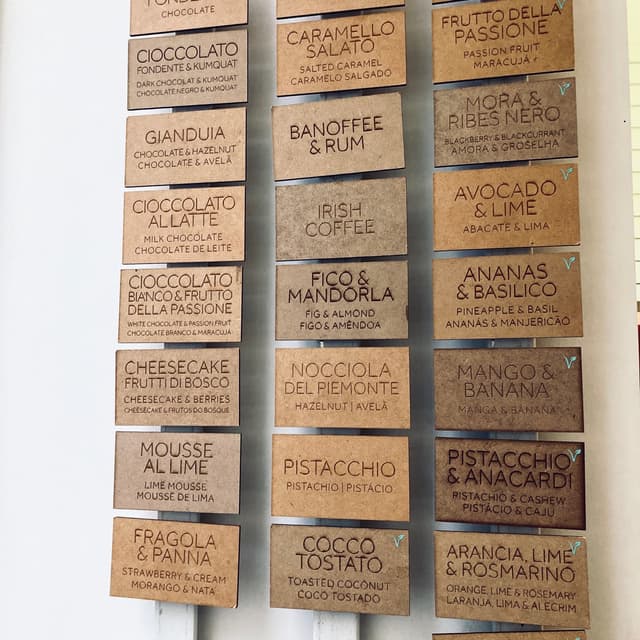 FONDENTE
CHOCOLATE
CIOCCOLATO
FONDENTE & KUMQUAT
DARK CHOCOLAT & KUMQUAT
CHOCOLATE NEGRO & KUMQUAT
GIANDUIA
CHOCOLATE & HAZELNUT
CHOCOLATE & AVELÃ
CIOCCOLATO
AL LATTE
MILK CHOCOLATE
CHOCOLATE DE LEITE
CIOCCOLATO
BIANCO & FRUTTO
DELLA PASSIONE
WHITE CHOCOLATE & PASSION FRUIT
CHOCOLATE BRANCO & MARACUJÁ
CHEESECAKE
FRUTTI DI BOSCO
CHEESECAKE & BERRIES
CHEESECAKE & FRUTOS DO BOSQUE
MOUSSE
AL LIME
LIME MOUSSE
MOUSSE DE LIMA
FRAGOLA
& PANNA
STRAWBERRY & CREAM
MORANGO & NATA
CARAMELLO
SALATO
SALTED CARAMEL
CARAMELO SALGADO
BANOFFEE
& RUM
IRISH
COFFEE
FICO &
MANDORLA
FIG & ALMOND
FIGO & AMÊNDOA
NOCCIOLA
DEL PIEMONTE
HAZELNUT | AVELÃ
PISTACCHIO
PISTACHIO | PISTÁCIO
COCCO
TOSTATO
TOASTED COCONUT
COCO TOSTADO
FRUTTO DELLA
PASSIONE
PASSION FRUIT
MARACUJÁ
MORA &
RIBES NERO
BLACKBERRY & BLACKCURRANT
AMORA & GROSELHA
AVOCADO
& LIME
ABACATE & LIMA
ANANAS
& BASILICO
PINEAPPLE & BASIL
ANANÁS & MANJERICÃO
MANGO &
BANANA
MANGA & BANANA
PISTACCHIO
& ANACARDI
PISTACHIO & CASHEW
PISTÁCIO & CAJU
ARANCIA, LIME
& ROSMARINO
ORANGE, LIME & ROSEMARY
LARANJA, LIMA & ALECHIM